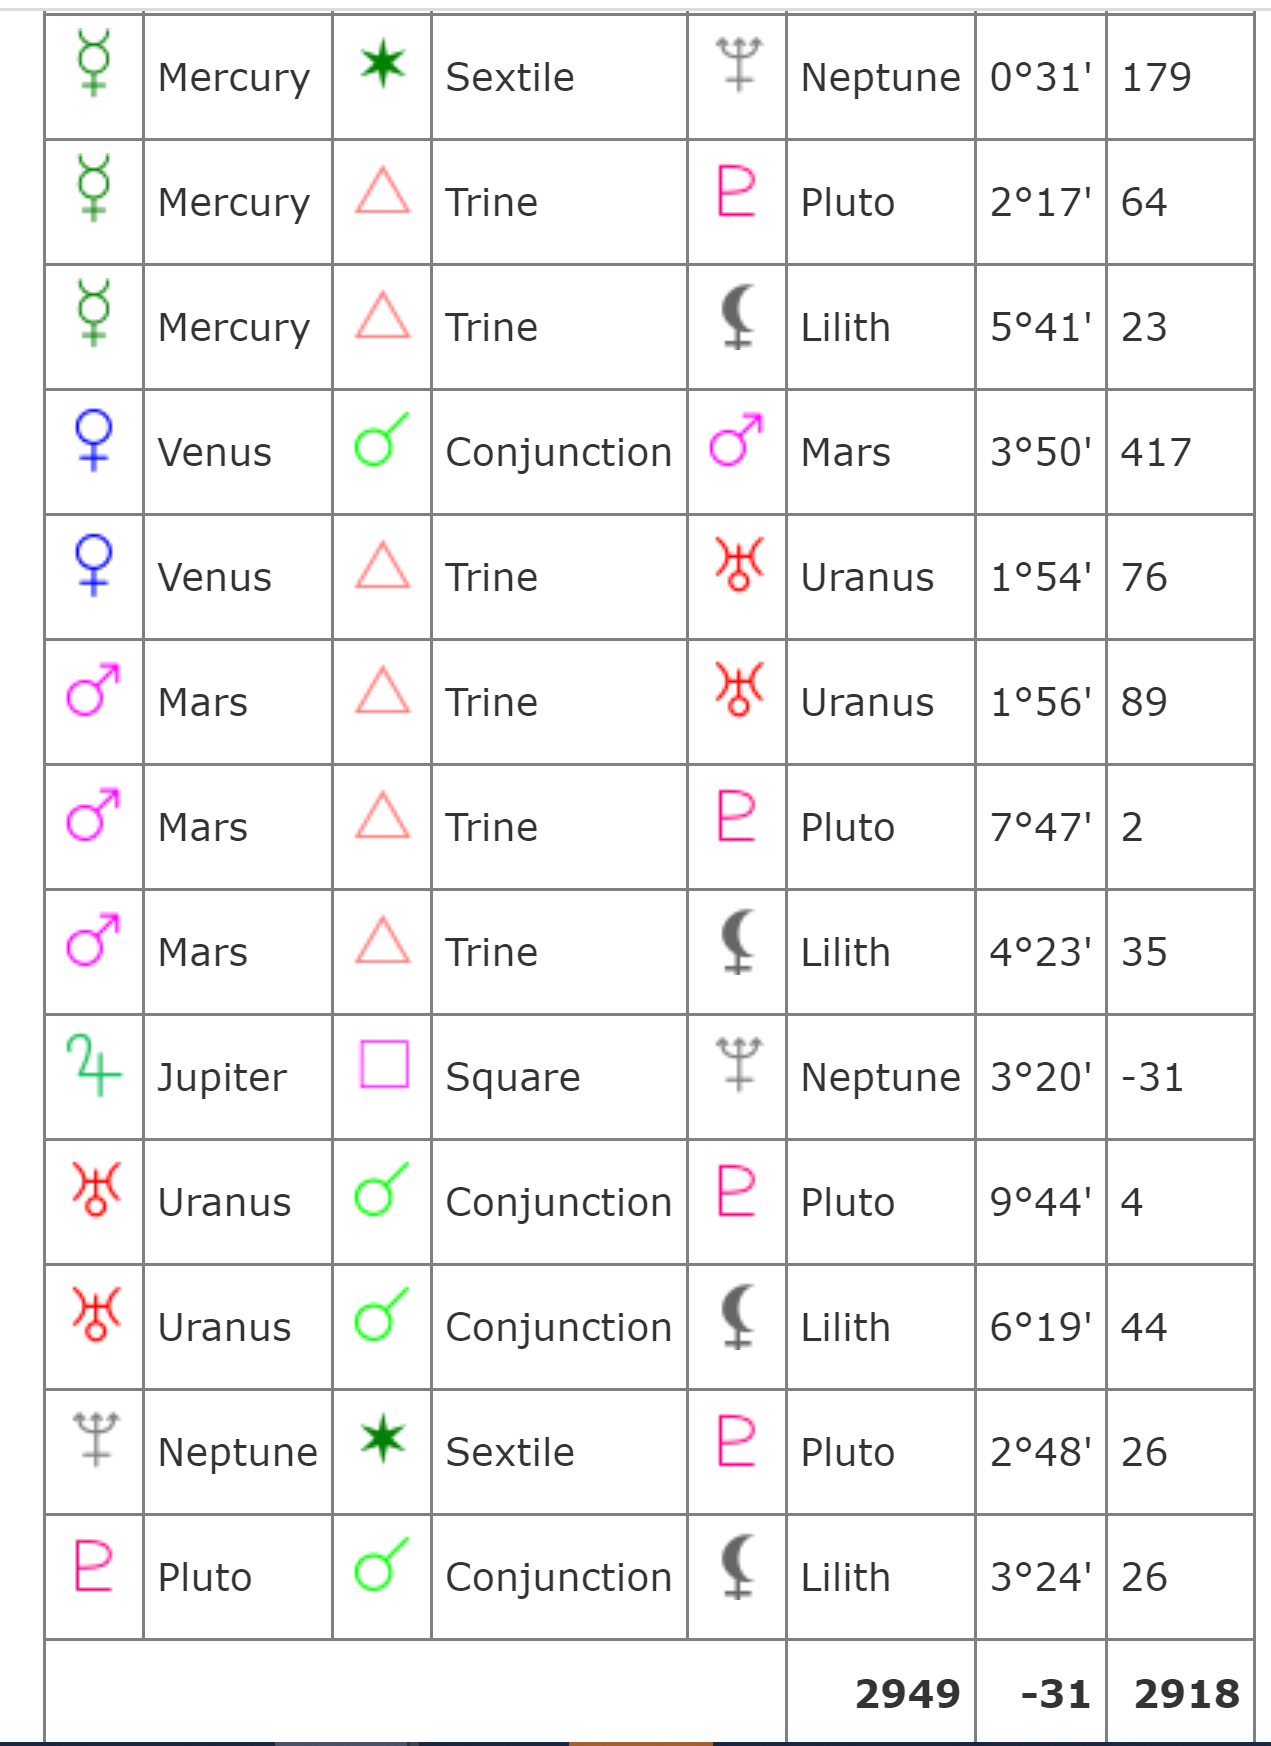 Mercury Sextile Neptune 0°31' 179
Mercury Trine Pluto 2°17' 64
Mercury Trine Lilith 5°41' 23
Venus Conjunction Mars 3°50' 417
Venus Trine Uranus 1°54' 76
Mars Trine Uranus 1°56' 89
Mars Trine Pluto 7°47' 2
Mars Trine Lilith 4°23' 35
Jupiter Square Neptune 3°20' -31
Uranus Conjunction Pluto 9°44' 4
Uranus Conjunction Lilith 6°19' 44
Neptune Sextile Pluto 2°48' 26
Pluto Conjunction Lilith 3°24' 26
2949 -31 2918